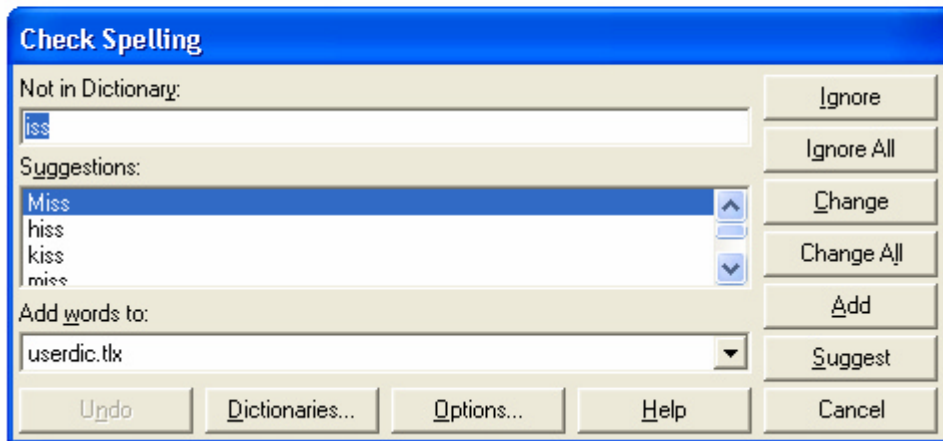 Check Spelling
Not in Dictionary:
iss
Suggestions:
Miss
hiss
kiss
miss
Add words to:
userdic.tlx
Ignore
Ignore All
Change
Change All
Add
Suggest
Undo
Dictionaries...
Options...
Help
Cancel